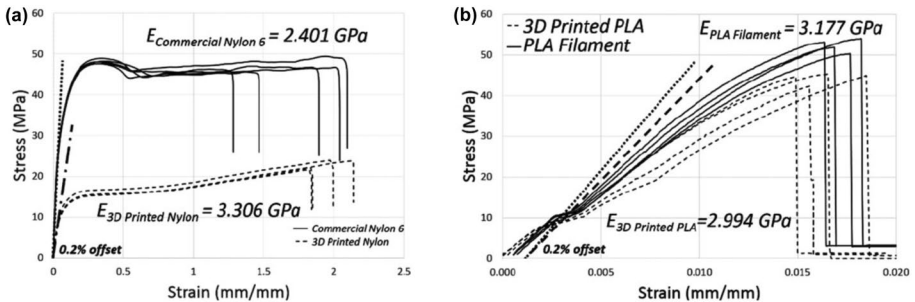 (a)
E Commercial Nylon 6 = 2.401 GPa
60
50
40
30
20
10
0
Stress (MPa)
E 3D Printed Nylon = 3.306 GPa
Commercial Nylon 6
3D Printed Nylon
0.2% offset
0 0.5 1 1.5 2 2.5
Strain (mm/mm)
(b)
3D Printed PLA
PLA Filament
E PLA Filament = 3.177 GPa
60
50
40
30
20
10
0
Stress (MPa)
E 3D Printed PLA =2.994 GPa
0.2% offset
0.000 0.005 0.010 0.015 0.020
Strain (mm/mm)